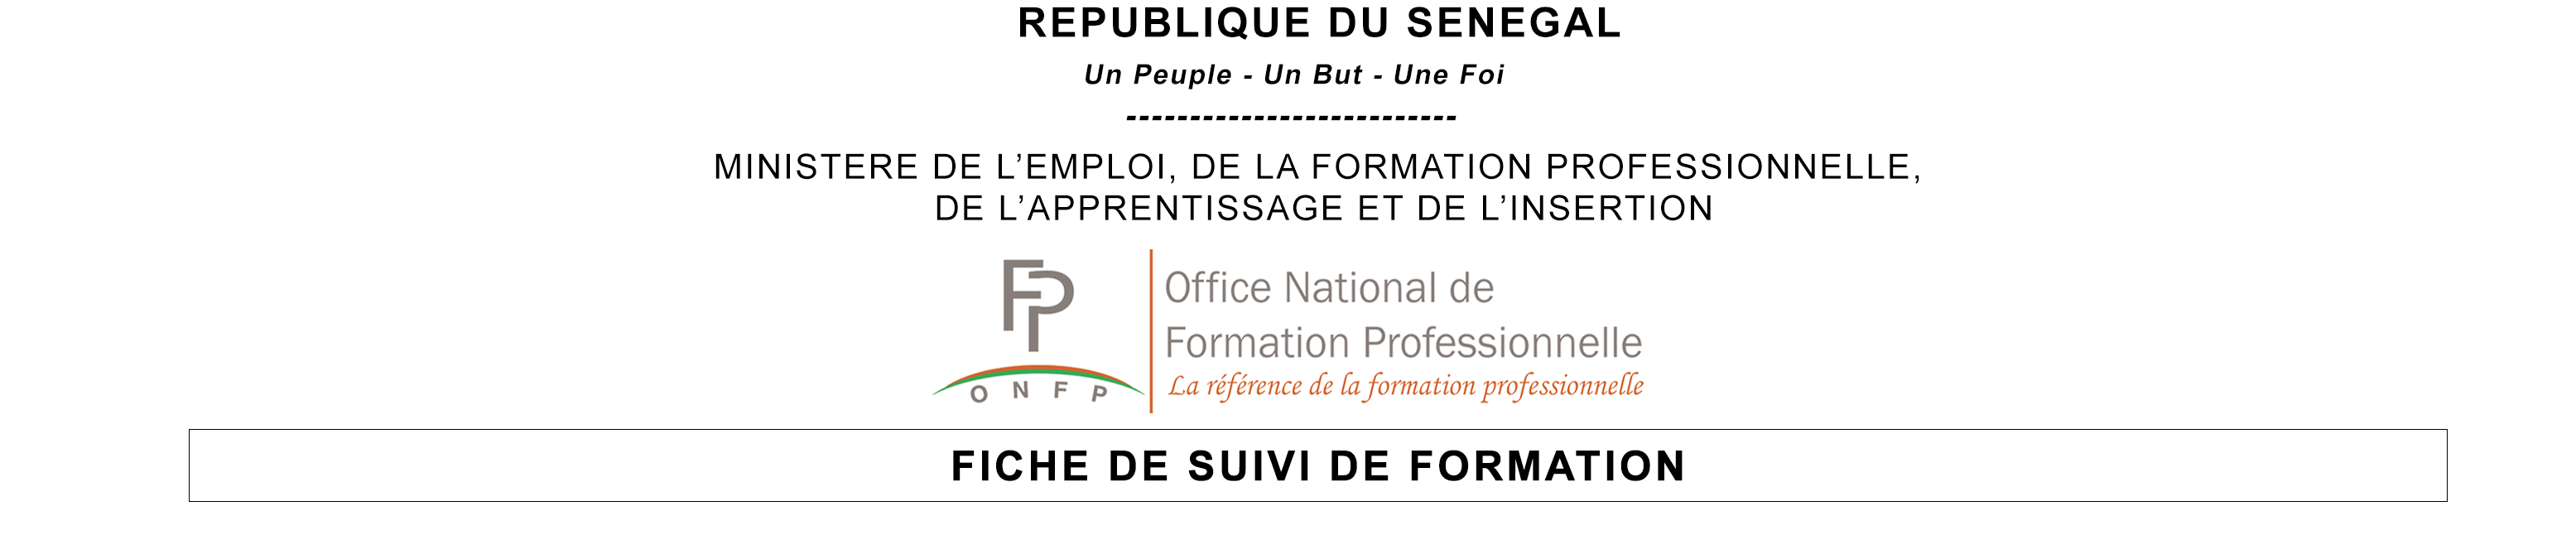 REPUBLIQUE DU SENEGAL
Un Peuple - Un But - Une Foi
--------------------------
MINISTERE DE L’EMPLOI, DE LA FORMATION PROFESSIONNELLE,
DE L’APPRENTISSAGE ET DE L’INSERTION
FP
O N F P
Office National de
Formation Professionnelle
La référence de la formation professionnelle
FICHE DE SUIVI DE FORMATION